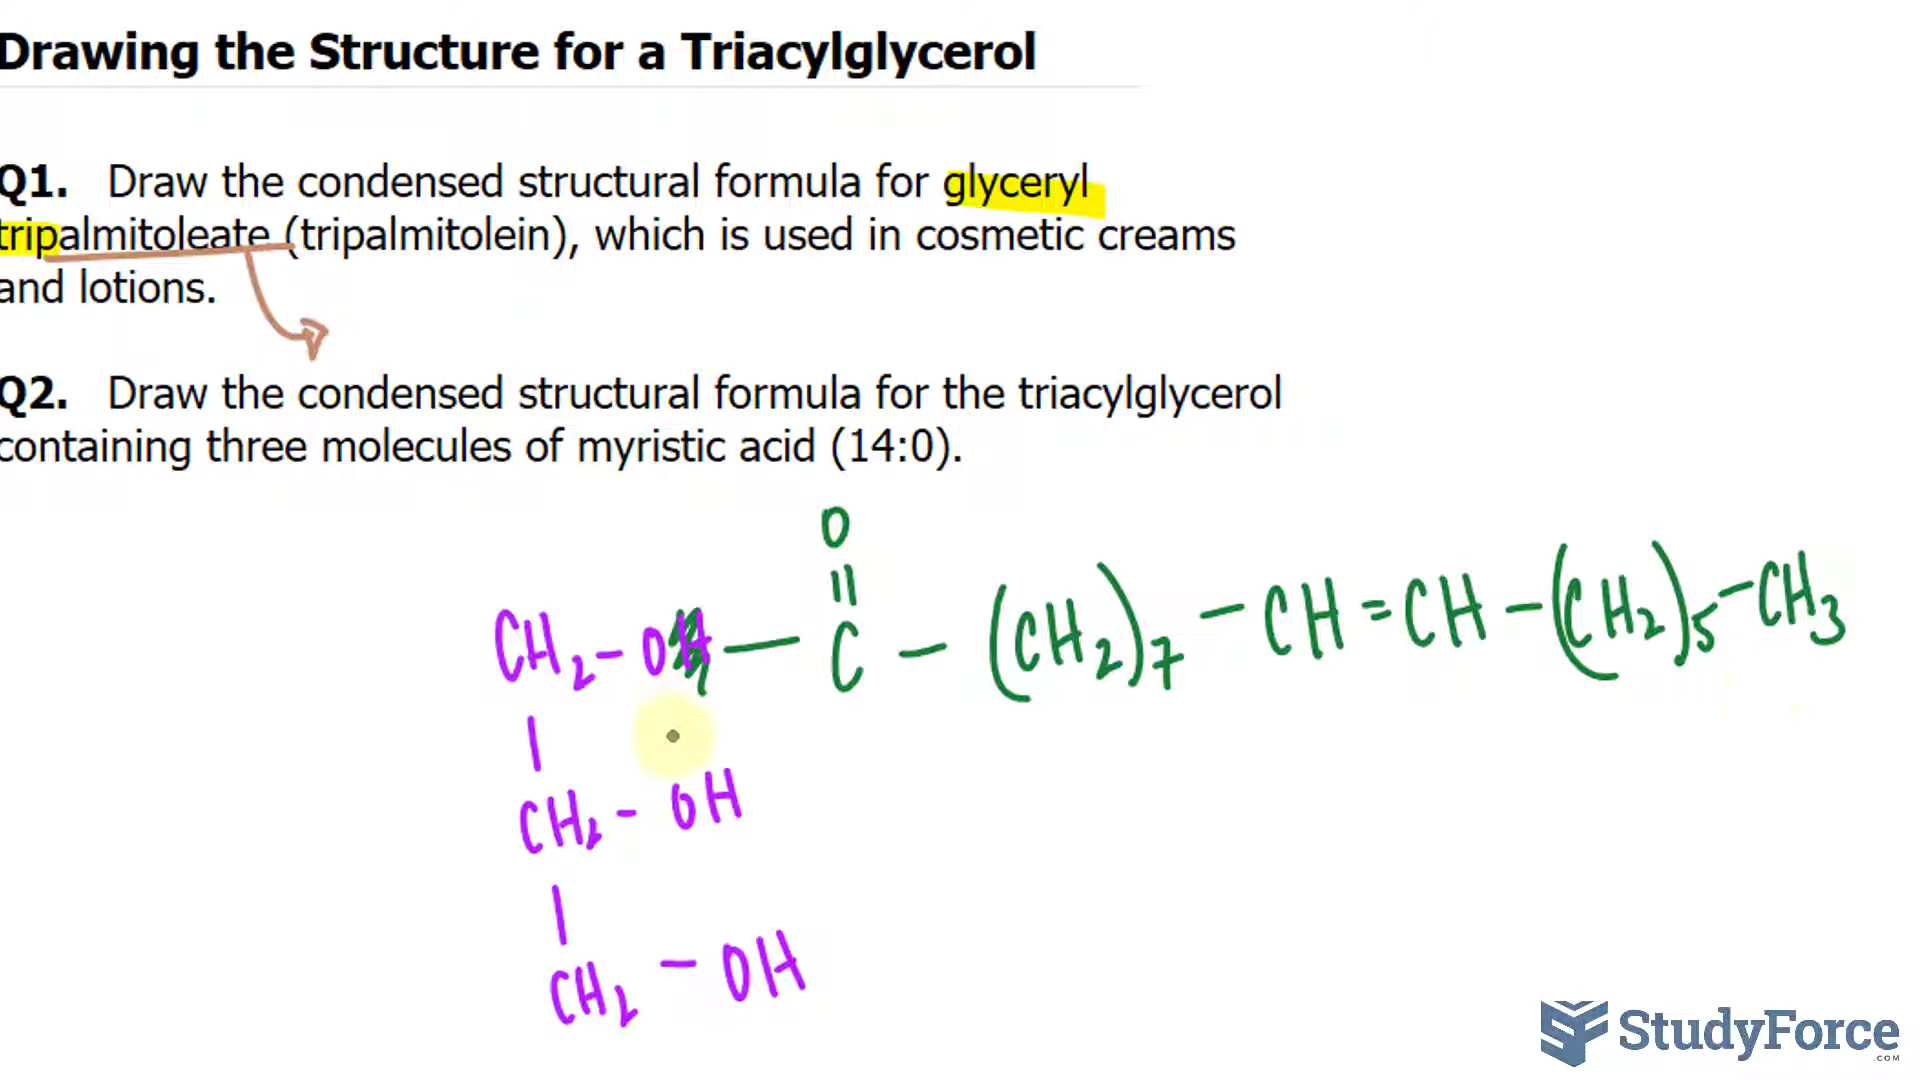 Drawing the Structure for a Triacylglycerol
Q1. Draw the condensed structural formula for glyceryl
tripalmitoleate (tripalmitolein), which is used in cosmetic creams
and lotions.
Q2. Draw the condensed structural formula for the triacylglycerol
containing three molecules of myristic acid (14:0).
O
||
CH2 - OH — C - (CH2)7 - CH = CH - (CH2)5 - CH3
|
CH2 - OH
|
CH2 - OH
StudyForce
.COM